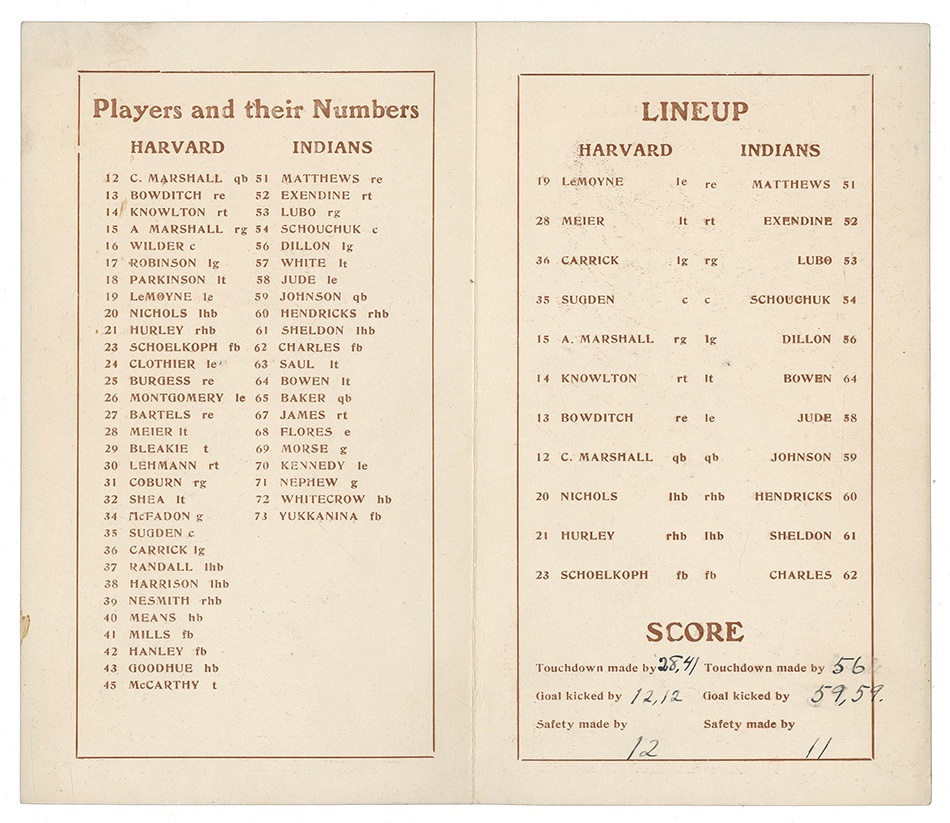 Players and their Numbers
HARVARD INDIANS
12 C. MARSHALL qb 51 MATTHEWS re
13 BOWDITCH re 52 EXENDINE rt
14 KNOWLTON rt 53 LUBO rg
15 A MARSHALL rg 54 SCHOUCHUK c
16 WILDER c 56 DILLON lg
17 ROBINSON lg 57 WHITE lt
18 PARKINSON lt 58 JUDE le
19 LeMOYNE le 59 JOHNSON qb
20 NICHOLS lhb 60 HENDRICKS rhb
21 HURLEY rhb 61 SHELDON lhb
23 SCHOELKOPH fb 62 CHARLES fb
24 CLOTHIER le 63 SAUL lt
25 BURGESS re 64 BOWEN lt
26 MONTGOMERY le 65 BAKER qb
27 BARTELS re 67 JAMES rt
28 MEIER lt 68 FLORES e
29 BLEAKIE t 69 MORSE g
30 LEHMANN rt 70 KENNEDY le
31 COBURN rg 71 NEPHEW g
32 SHEA lt 72 WHITECROW hb
34 McFADON g 73 YUKKANINA fb
35 SUGDEN c
36 CARRICK lg
37 RANDALL lhb
38 HARRISON lhb
39 NESMITH rhb
40 MEANS hb
41 MILLS fb
42 HANLEY fb
43 GOODHUE hb
45 McCARTHY t
LINEUP
HARVARD INDIANS
19 LeMOYNE le re MATTHEWS 51
28 MEIER lt rt EXENDINE 52
36 CARRICK lg rg LUBO 53
35 SUGDEN c c SCHOUCHUK 54
15 A. MARSHALL rg lg DILLON 56
14 KNOWLTON rt lt BOWEN 64
13 BOWDITCH re le JUDE 58
12 C. MARSHALL qb qb JOHNSON 59
20 NICHOLS lhb rhb HENDRICKS 60
21 HURLEY rhb lhb SHELDON 61
23 SCHOELKOPH fb fb CHARLES 62
SCORE
Touchdown made by 28,41 Touchdown made by 56
Goal kicked by 12,12 Goal kicked by 59,59.
Safety made by Safety made by
12 11